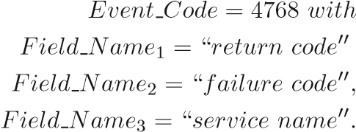 Event_Code = 4768 with
Field_Name₁ = “return code″
Field_Name₂ = “failure code″,
Field_Name₃ = “service name″.